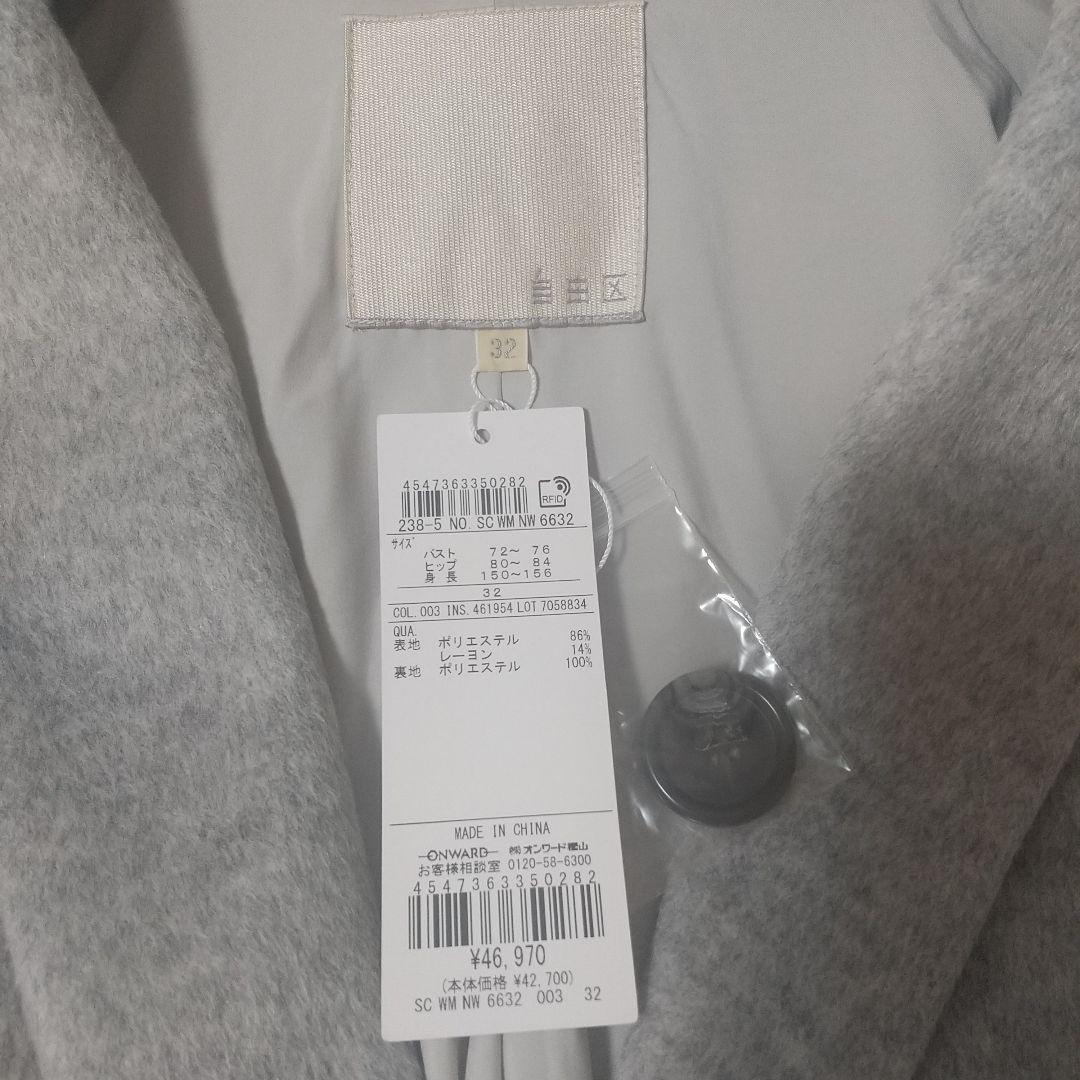 自由区
32
4547363350282
RFID
238-5 NO. SC WM NW 6632
サイズ
バスト 72～ 76
ヒップ 80～ 84
身長 150～156
32
COL. 003 INS. 461954 LOT 7058834
QUA.
表地 ポリエステル 86%
レーヨン 14%
裏地 ポリエステル 100%
MADE IN CHINA
ONWARD ㈱オンワード樫山
お客様相談室 0120-58-6300
4547363350282
¥46,970
(本体価格 ¥42,700)
SC WM NW 6632 003 32